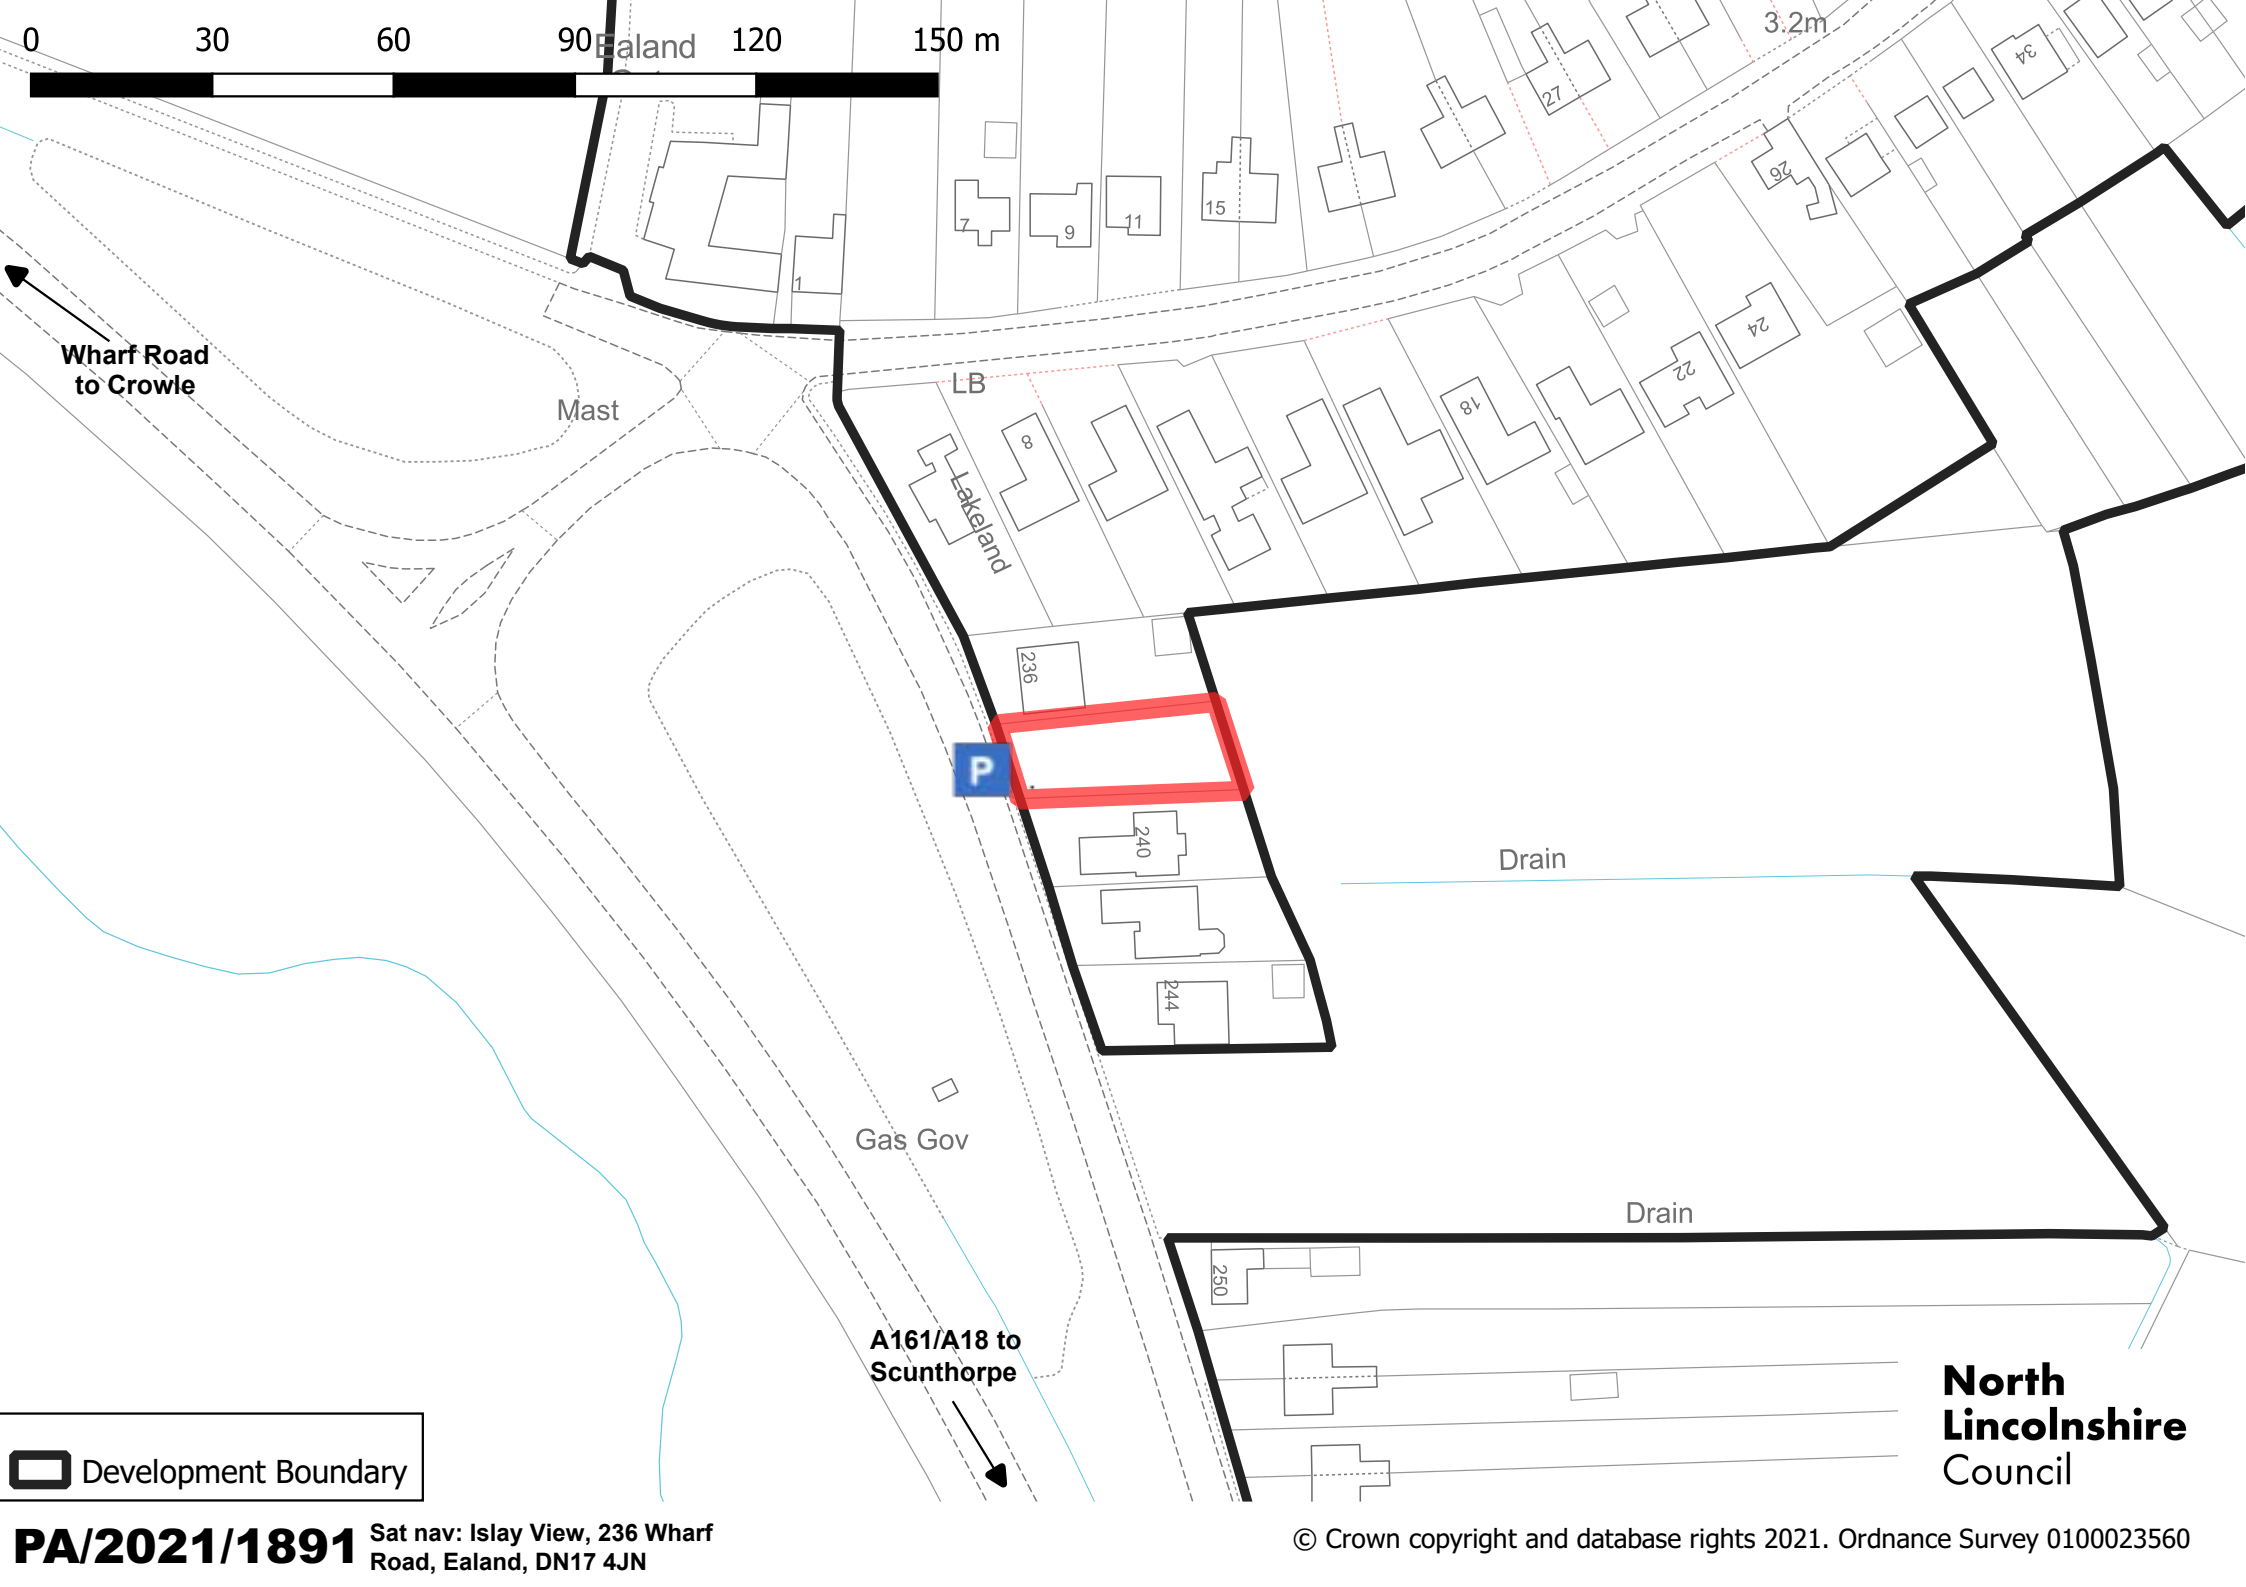 0 30 60 90 120 150 m
Ealand
3.2m
27
34
26
7
9
11
15
1
Wharf Road
to Crowle
Mast
LB
8
Lakeland
18
22
24
236
P
240
Drain
244
Gas Gov
Drain
250
A161/A18 to
Scunthorpe
Development Boundary
North
Lincolnshire
Council
PA/2021/1891
Sat nav: Islay View, 236 Wharf
Road, Ealand, DN17 4JN
© Crown copyright and database rights 2021. Ordnance Survey 0100023560